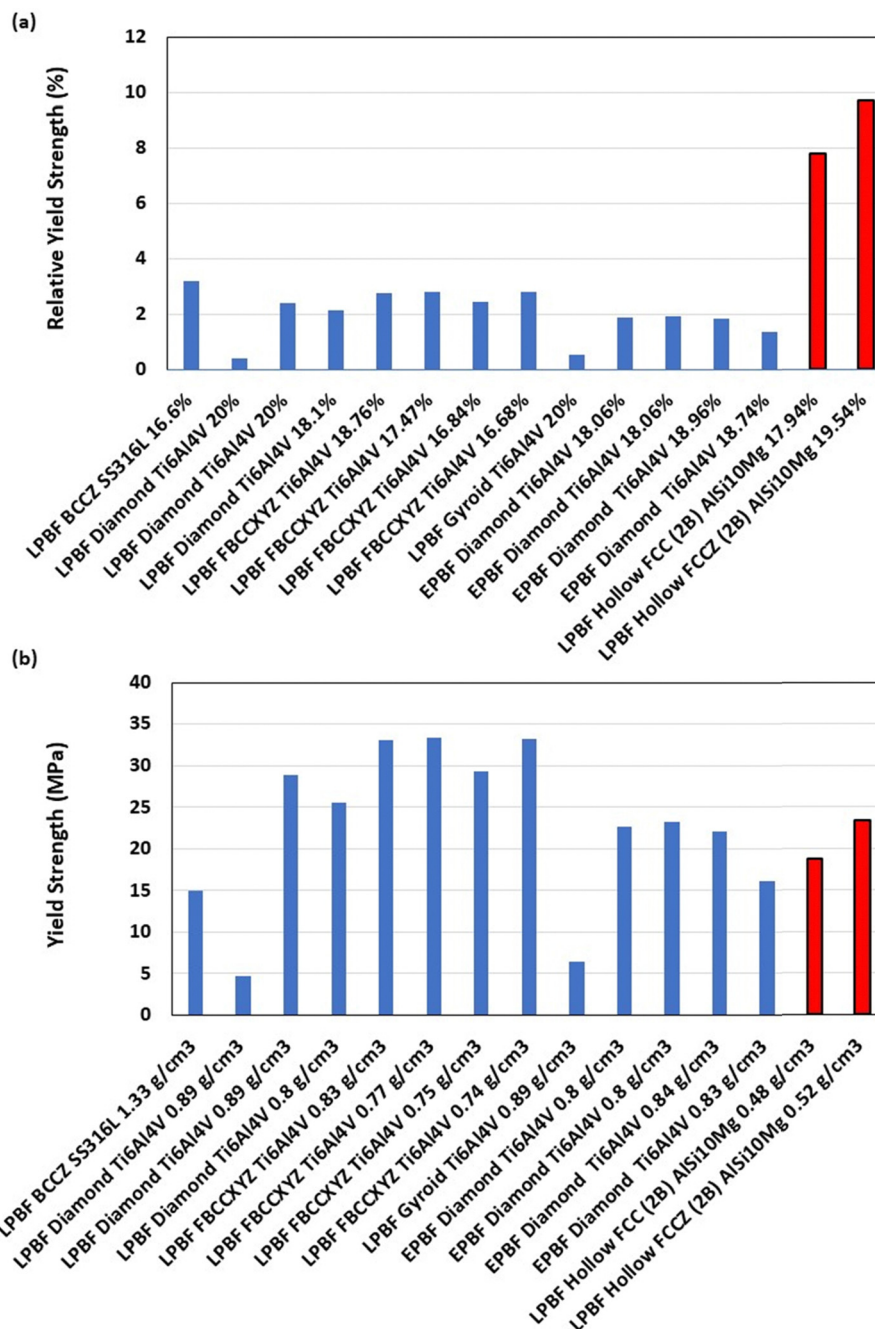 (a)
Relative Yield Strength (%)
12
10
8
6
4
2
0
LPBF BCCZ SS316L 16.6%
LPBF Diamond Ti6Al4V 20%
LPBF Diamond Ti6Al4V 20%
LPBF Diamond Ti6Al4V 18.1%
LPBF FBCCXYZ Ti6Al4V 18.76%
LPBF FBCCXYZ Ti6Al4V 17.47%
LPBF FBCCXYZ Ti6Al4V 16.84%
LPBF FBCCXYZ Ti6Al4V 16.68%
LPBF Gyroid Ti6Al4V 20%
EPBF Diamond Ti6Al4V 18.06%
EPBF Diamond Ti6Al4V 18.06%
EPBF Diamond Ti6Al4V 18.96%
EPBF Diamond Ti6Al4V 18.74%
LPBF Hollow FCC (2B) AlSi10Mg 17.94%
LPBF Hollow FCCZ (2B) AlSi10Mg 19.54%
(b)
Yield Strength (MPa)
40
35
30
25
20
15
10
5
0
LPBF BCCZ SS316L 1.33 g/cm3
LPBF Diamond Ti6Al4V 0.89 g/cm3
LPBF Diamond Ti6Al4V 0.89 g/cm3
LPBF Diamond Ti6Al4V 0.8 g/cm3
LPBF FBCCXYZ Ti6Al4V 0.83 g/cm3
LPBF FBCCXYZ Ti6Al4V 0.77 g/cm3
LPBF FBCCXYZ Ti6Al4V 0.75 g/cm3
LPBF FBCCXYZ Ti6Al4V 0.74 g/cm3
LPBF Gyroid Ti6Al4V 0.89 g/cm3
EPBF Diamond Ti6Al4V 0.8 g/cm3
EPBF Diamond Ti6Al4V 0.8 g/cm3
EPBF Diamond Ti6Al4V 0.84 g/cm3
EPBF Diamond Ti6Al4V 0.83 g/cm3
LPBF Hollow FCC (2B) AlSi10Mg 0.48 g/cm3
LPBF Hollow FCCZ (2B) AlSi10Mg 0.52 g/cm3